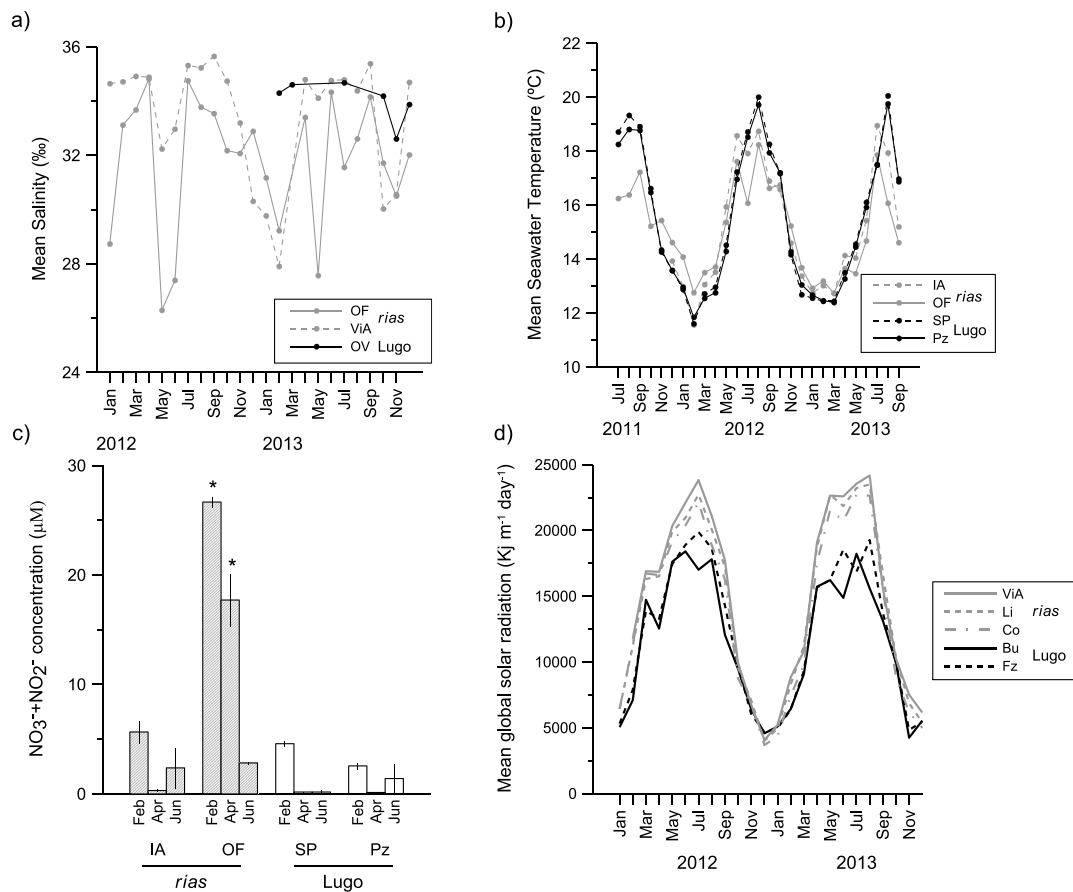 a)
36
32
28
24
Mean Salinity (‰)
Jan
Mar
May
Jul
Sep
Nov
Jan
Mar
May
Jul
Sep
Nov
2012
2013
OF
ViA
OV
rias
Lugo
b)
22
20
18
16
14
12
10
Mean Seawater Temperature (ºC)
Jul
Sep
Nov
Jan
Mar
May
Jul
Sep
Nov
Jan
Mar
May
Jul
Sep
2011
2012
2013
IA
OF
SP
Pz
rias
Lugo
c)
30
20
10
0
NO3⁻+NO2⁻ concentration (µM)
*
*
Feb
Apr
Jun
Feb
Apr
Jun
Feb
Apr
Jun
Feb
Apr
Jun
IA
OF
SP
Pz
rias
Lugo
d)
25000
20000
15000
10000
5000
0
Mean global solar radiation (Kj m⁻¹ day⁻¹)
Jan
Mar
May
Jul
Sep
Nov
Jan
Mar
May
Jul
Sep
Nov
2012
2013
ViA
Li
Co
Bu
Fz
rias
Lugo